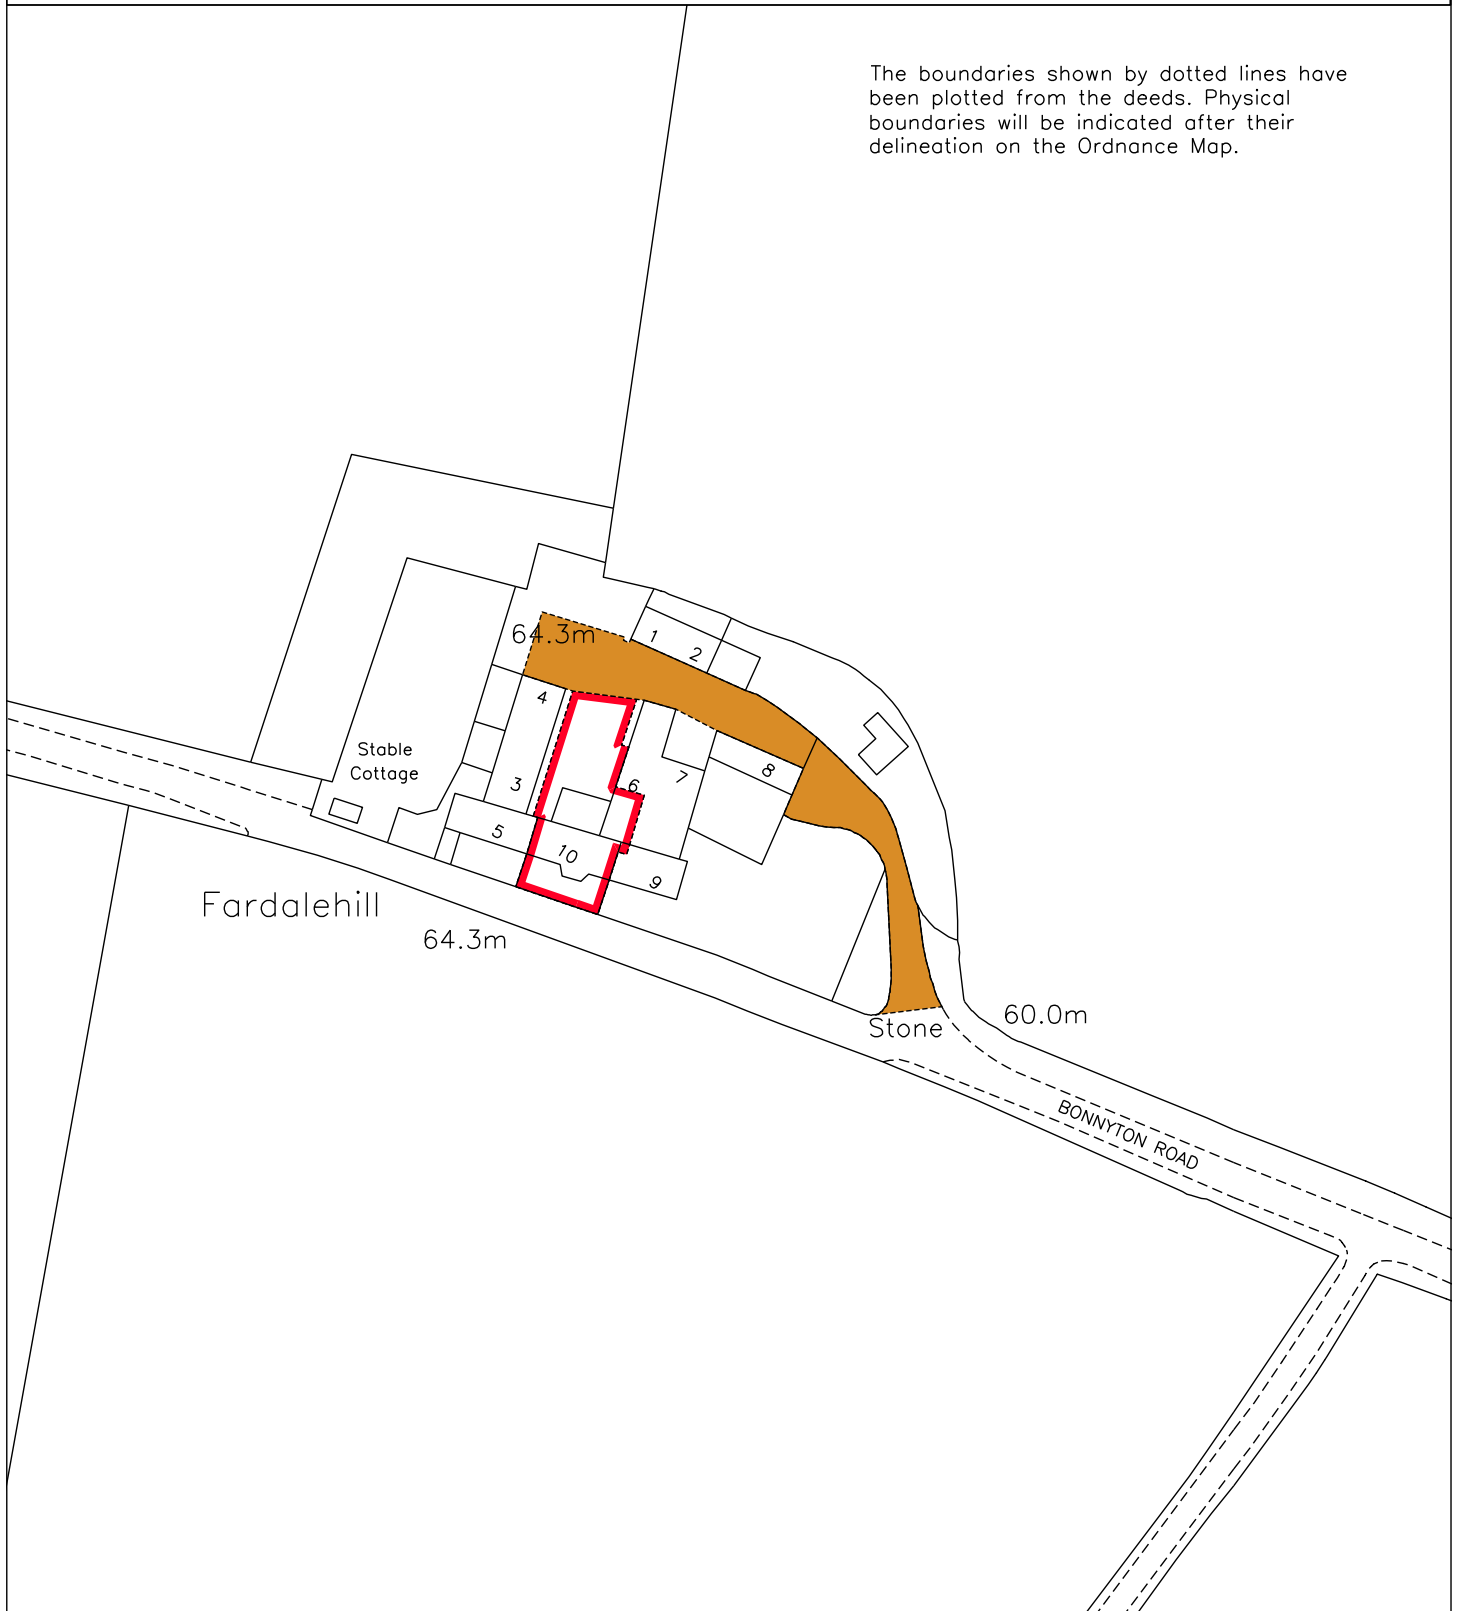 The boundaries shown by dotted lines have
been plotted from the deeds. Physical
boundaries will be indicated after their
delineation on the Ordnance Map.
64.3m
1
2
4
Stable
Cottage
3
6
7
8
5
10
9
Fardalehill
64.3m
Stone
60.0m
BONNYTON ROAD